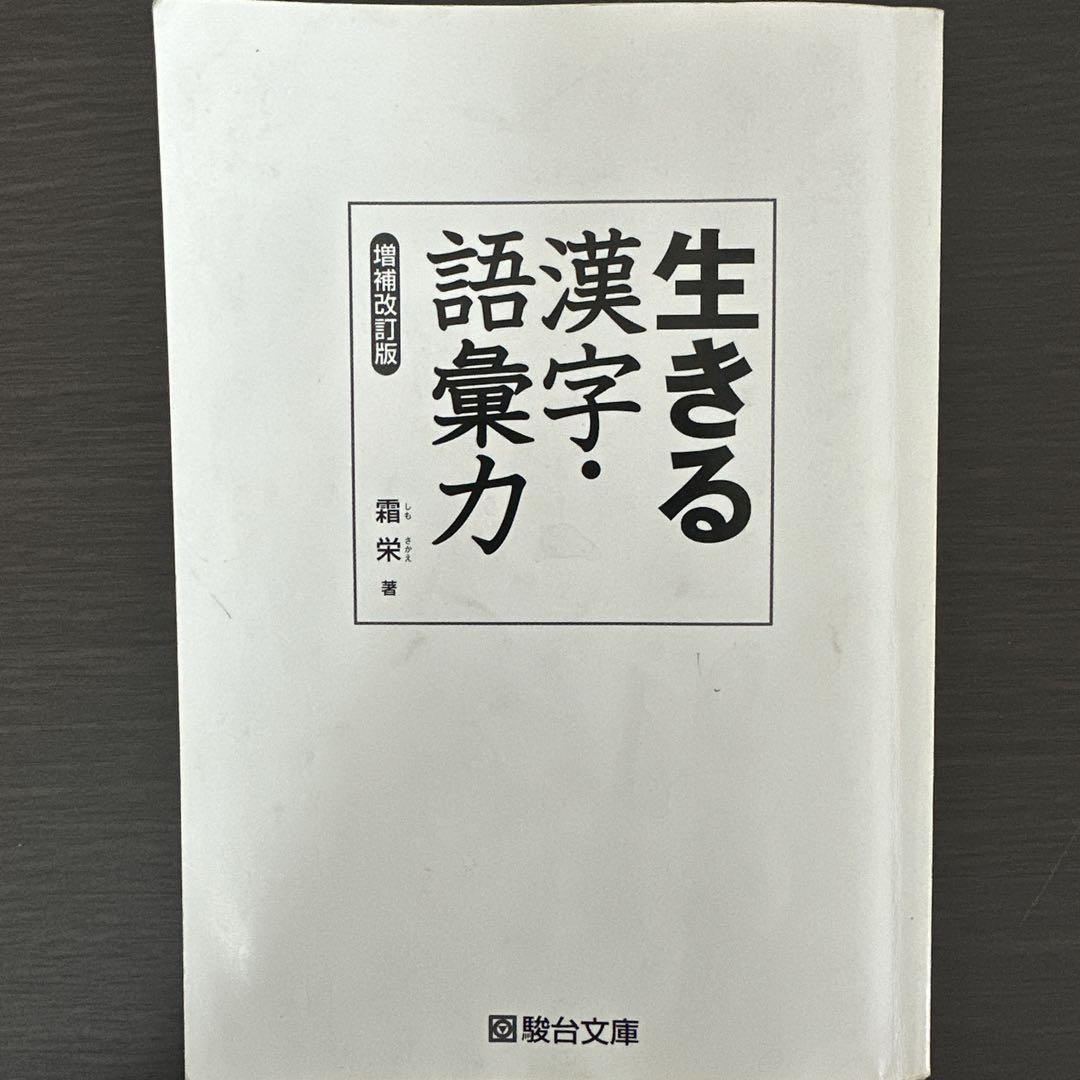 生きる
漢字・
語彙力
増補改訂版
霜栄 著
しも さかえ
駿台文庫